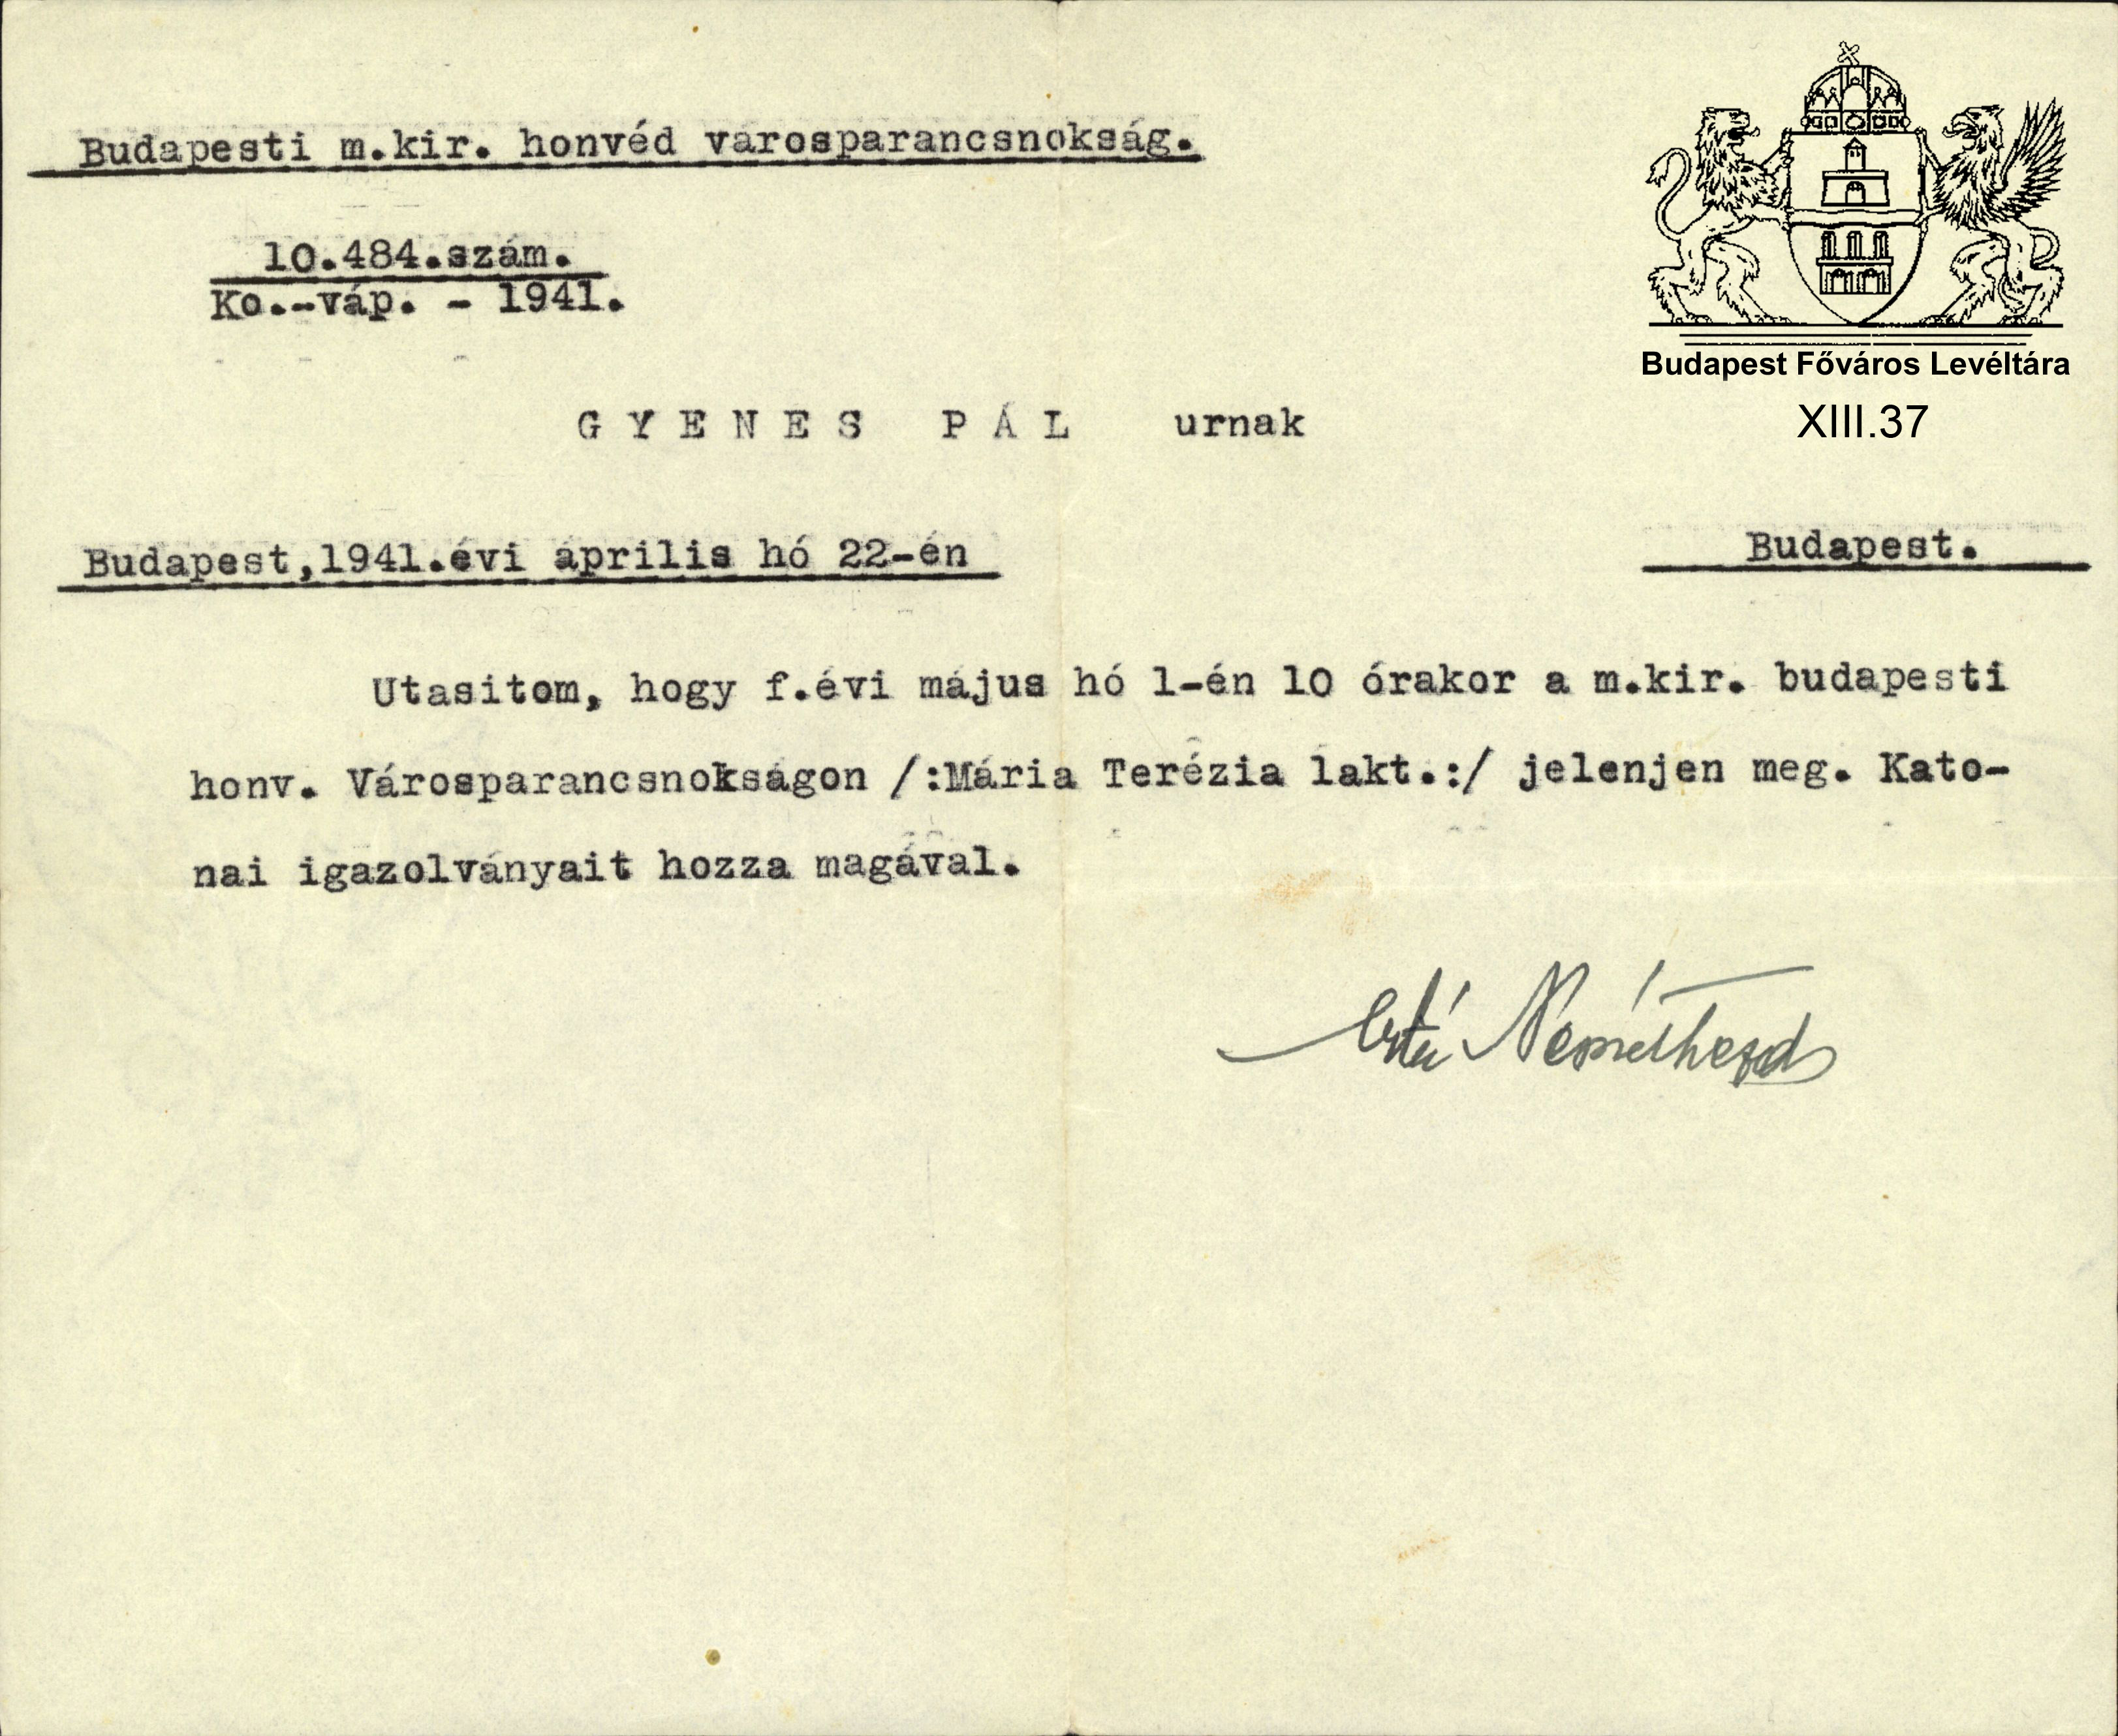 Budapesti m.kir. honvéd városparancsnokság.
10.484.szám.
Ko.-váp. - 1941.
Budapest Főváros Levéltára
XIII.37
GYENES PÁL urnak
Budapest,1941.évi április hó 22-én
Budapest.
Utasitom, hogy f.évi május hó 1-én 10 órakor a m.kir. budapesti
honv. Városparancsnokságon /:Mária Terézia lakt.:/ jelenjen meg. Kato-
nai igazolványait hozza magával.